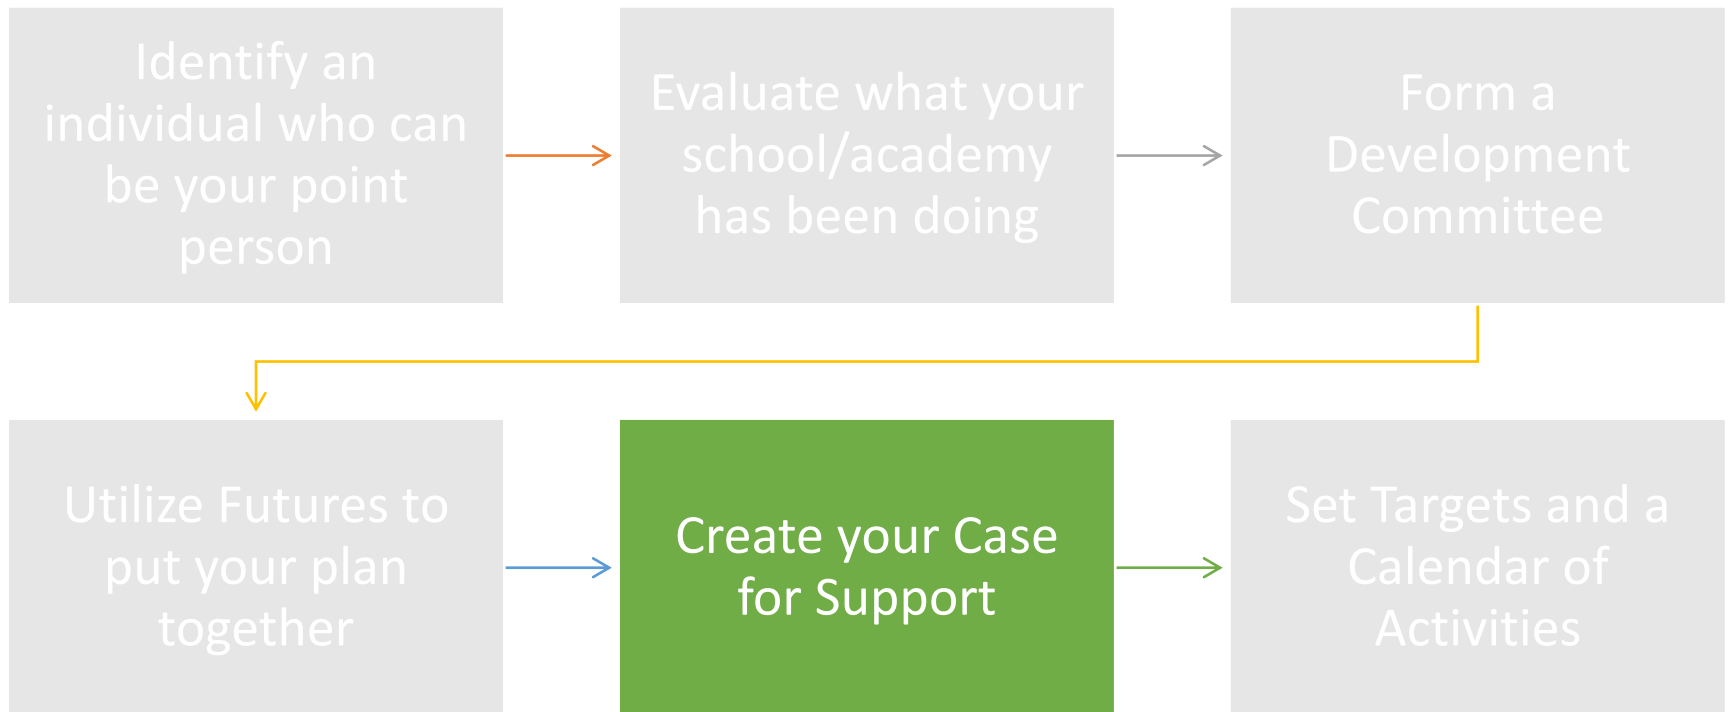 Identify an
individual who can
be your point
person
Evaluate what your
school/academy
has been doing
Form a
Development
Committee
Utilize Futures to
put your plan
together
Create your Case
for Support
Set Targets and a
Calendar of
Activities